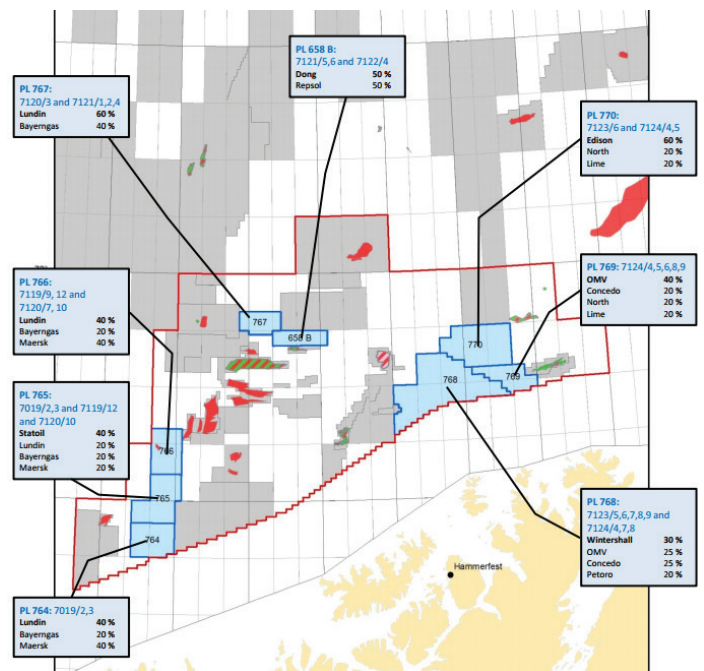 PL 658 B:
7121/5,6 and 7122/4
Dong 50 %
Repsol 50 %
PL 767:
7120/3 and 7121/1,2,4
Lundin 60 %
Bayerngas 40 %
PL 770:
7123/6 and 7124/4,5
Edison 60 %
North 20 %
Lime 20 %
PL 769: 7124/4,5,6,8,9
OMV 40 %
Concedo 20 %
North 20 %
Lime 20 %
PL 766:
7119/9, 12 and
7120/7, 10
Lundin 40 %
Bayerngas 20 %
Maersk 40 %
767
658 B
770
768
769
PL 765:
7019/2,3 and 7119/12
and 7120/10
Statoil 40 %
Lundin 20 %
Bayerngas 20 %
Maersk 20 %
766
765
764
PL 768:
7123/5,6,7,8,9 and
7124/4,7,8
Wintershall 30 %
OMV 25 %
Concedo 25 %
Petoro 20 %
Hammerfest
PL 764: 7019/2,3
Lundin 40 %
Bayerngas 20 %
Maersk 40 %